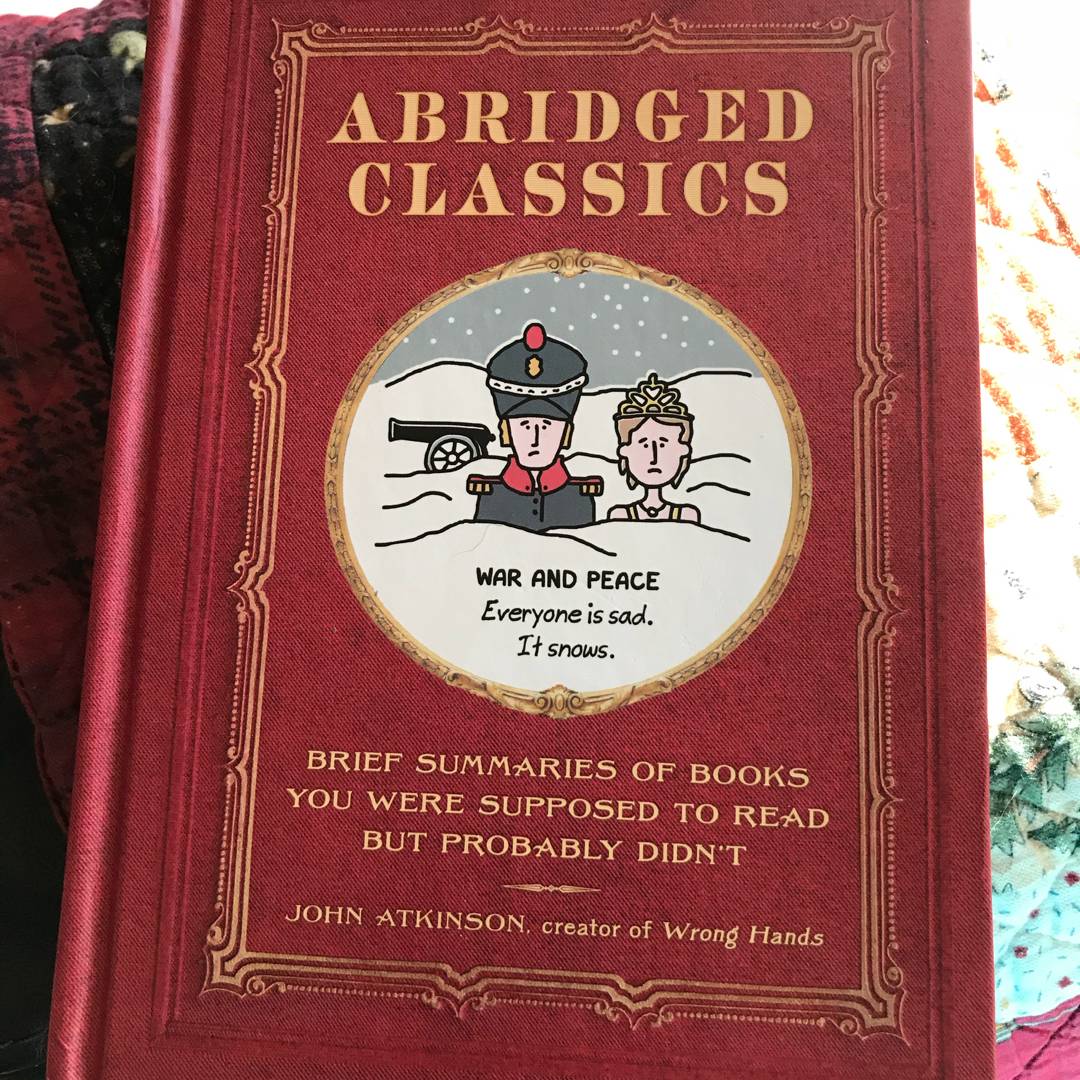 ABRIDGED
CLASSICS
WAR AND PEACE
Everyone is sad.
It snows.
BRIEF SUMMARIES OF BOOKS
YOU WERE SUPPOSED TO READ
BUT PROBABLY DIDN'T
JOHN ATKINSON, creator of Wrong Hands